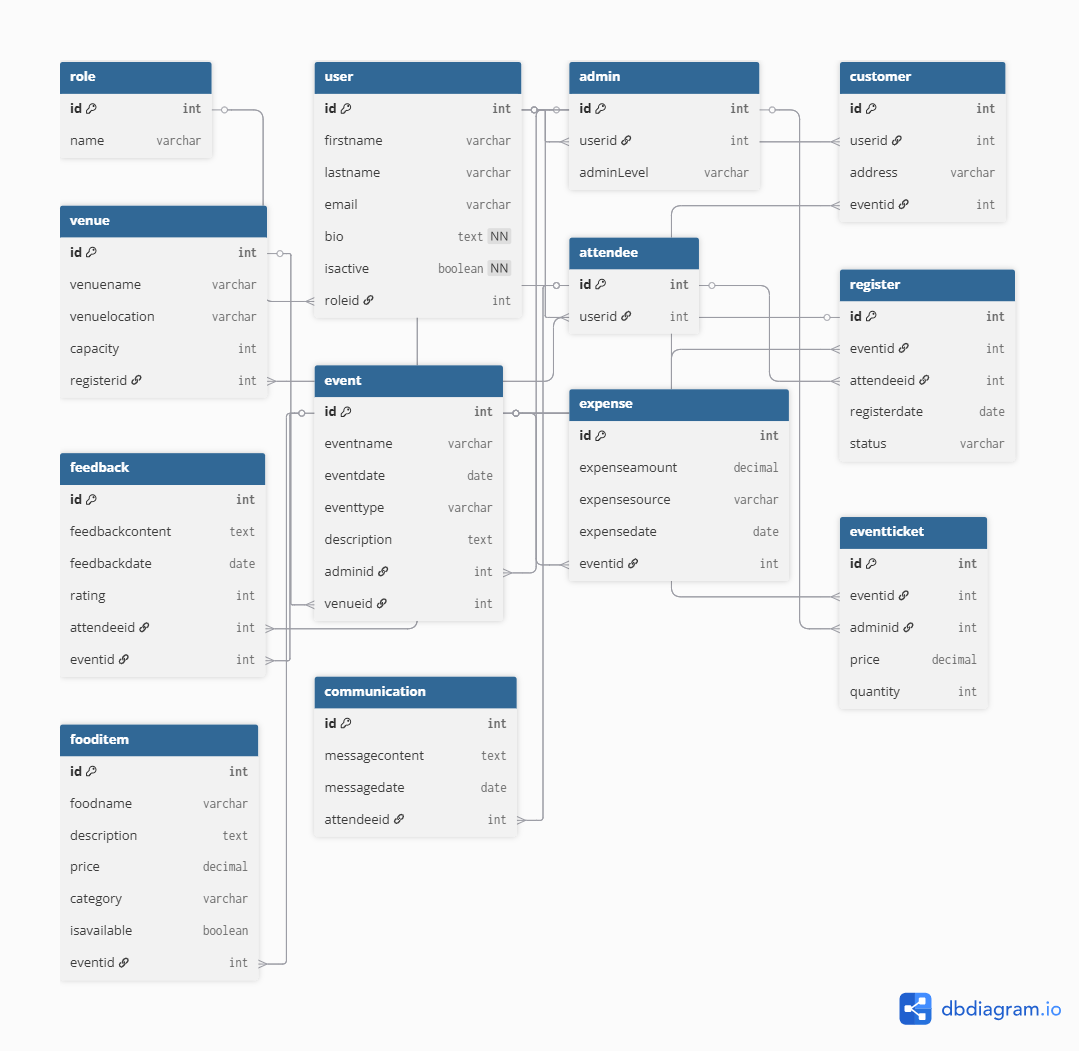 role
id int
name varchar
user
id int
firstname varchar
lastname varchar
email varchar
bio text NN
isactive boolean NN
roleid int
admin
id int
userid int
adminLevel varchar
customer
id int
userid int
address varchar
eventid int
venue
id int
venuename varchar
venuelocation varchar
capacity int
registerid int
attendee
id int
userid int
register
id int
eventid int
attendeeid int
registerdate date
status varchar
event
id int
eventname varchar
eventdate date
eventtype varchar
description text
adminid int
venueid int
expense
id int
expenseamount decimal
expensesource varchar
expensedate date
eventid int
feedback
id int
feedbackcontent text
feedbackdate date
rating int
attendeeid int
eventid int
eventticket
id int
eventid int
adminid int
price decimal
quantity int
communication
id int
messagecontent text
messagedate date
attendeeid int
fooditem
id int
foodname varchar
description text
price decimal
category varchar
isavailable boolean
eventid int
dbdiagram.io